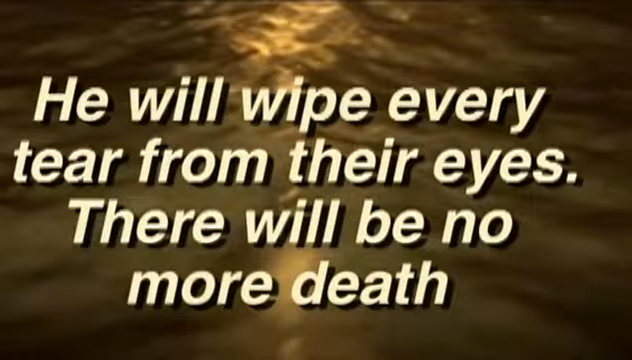 He will wipe every
tear from their eyes.
There will be no
more death